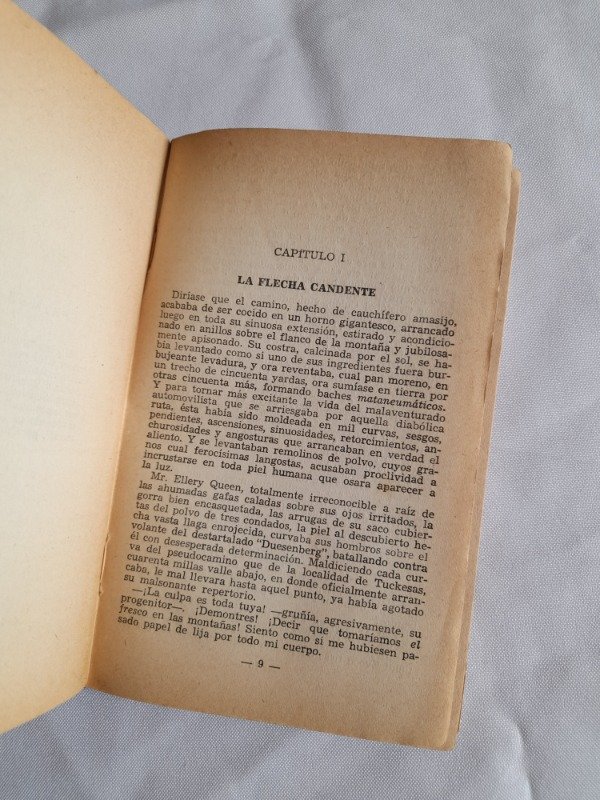 CAPITULO I
LA FLECHA CANDENTE
Diríase que el camino, hecho de cauchífero amasijo,
acababa de ser cocido en un horno gigantesco, arrancado
luego en toda su sinuosa extensión, estirado y acondicio-
nado en anillos sobre el flanco de la montaña y jubilosa-
mente apisonado. Su costra, calcinada por el sol, se ha-
bía levantado como si uno de sus ingredientes fuera bur-
bujeante levadura, y ora reventaba, cual pan moreno, en
un trecho de cincuenta yardas, ora sumíase en tierra por
otras cincuenta más, formando baches mataneumáticos.
Y para tornar más excitante la vida del malaventurado
automovilista que se arriesgaba por aquella diabólica
ruta, ésta había sido moldeada en mil curvas, sesgos,
pendientes, ascensiones, sinuosidades, retorcimientos, an-
churosidades y angosturas que arrancaban en verdad el
aliento. Y se levantaban remolinos de polvo, cuyos gra-
nos, cual ferocísimas langostas, acusaban proclividad a
incrustarse en toda piel humana que osara aparecer a
la luz.
Mr. Ellery Queen, totalmente irreconocible a raíz de
las ahumadas gafas caladas sobre sus ojos irritados, la
gorra bien encasquetada, las arrugas de su saco cubier-
tas del polvo de tres condados, la piel al descubierto he-
cha vasta llaga enrojecida, curvaba sus hombros sobre el
volante del destartalado "Duesenberg", batallando contra
él con desesperada determinación. Maldiciendo cada cur-
va del pseudocamino que de la localidad de Tuckesas,
cuarenta millas valle abajo, en donde oficialmente arran-
caba, le mal llevara hasta aquel punto, ya había agotado
su malsonante repertorio.
—¡La culpa es toda tuya! —gruñía, agresivamente, su
progenitor—. ¡Demontres! ¡Decir que tomaríamos el
fresco en las montañas! Siento como si me hubiesen pa-
sado papel de lija por todo mi cuerpo.
— 9 —